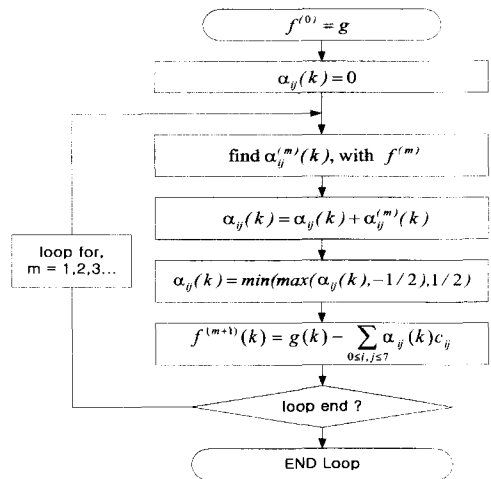 f^(0) = g
α_ij(k) = 0
find α_ij^(m)(k), with f^(m)
α_ij(k) = α_ij(k) + α_ij^(m)(k)
loop for,
m = 1,2,3...
α_ij(k) = min(max(α_ij(k), −1/2), 1/2)
f^(m+1)(k) = g(k) − ∑_{0≤i,j≤7} α_ij(k)c_ij
loop end ?
END Loop